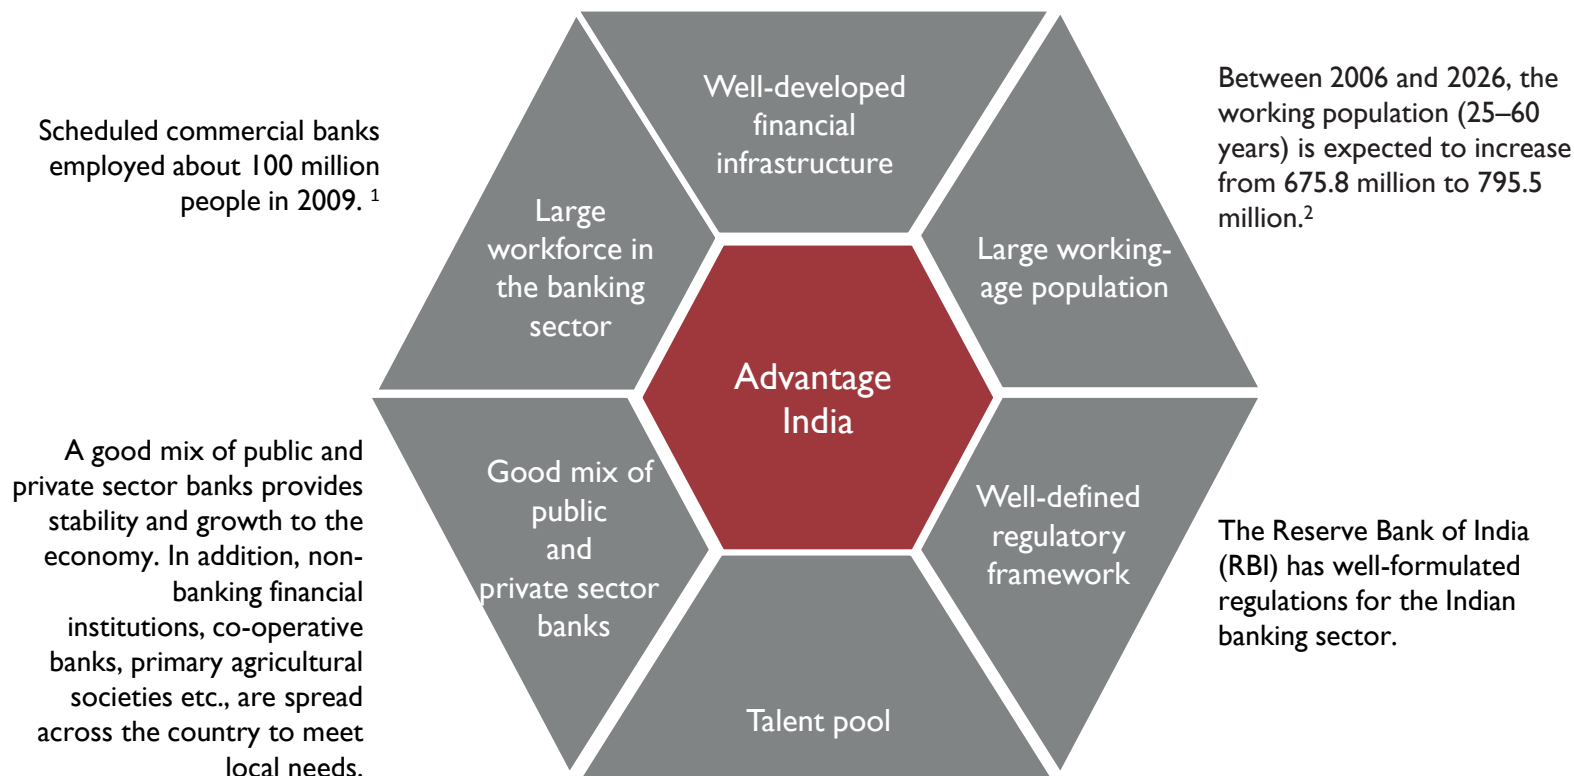 Scheduled commercial banks
employed about 100 million
people in 2009. 1
Well-developed
financial
infrastructure
Between 2006 and 2026, the
working population (25–60
years) is expected to increase
from 675.8 million to 795.5
million.2
Large
workforce in
the banking
sector
Large working-
age population
Advantage
India
A good mix of public and
private sector banks provides
stability and growth to the
economy. In addition, non-
banking financial
institutions, co-operative
banks, primary agricultural
societies etc., are spread
across the country to meet
local needs.
Good mix of
public
and
private sector
banks
Well-defined
regulatory
framework
The Reserve Bank of India
(RBI) has well-formulated
regulations for the Indian
banking sector.
Talent pool